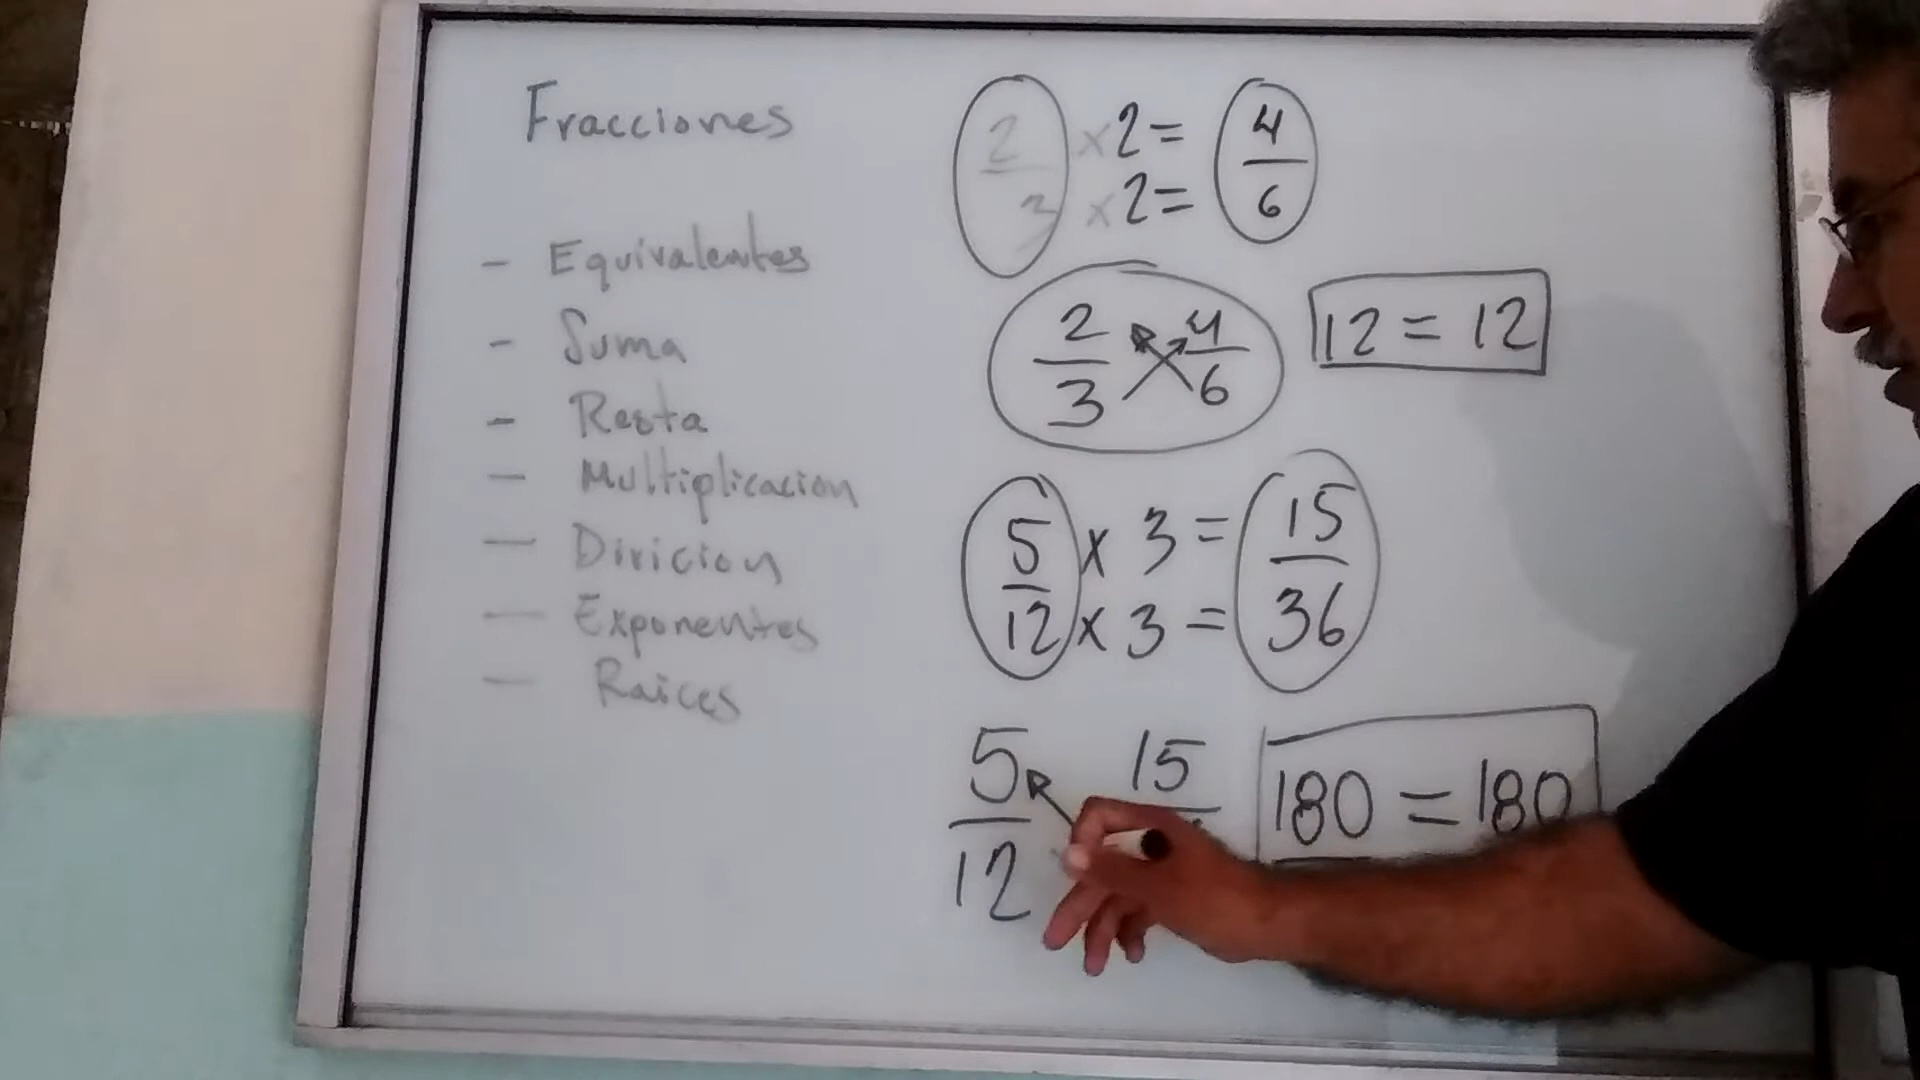 Fracciones
- Equivalentes
- Suma
- Resta
- Multiplicacion
- Divicion
- Exponentes
- Raices
2 x2= 4
3 x2= 6
2 4
3 6
12 = 12
5 x 3 = 15
12 x 3 = 36
5 15
12
180 = 180